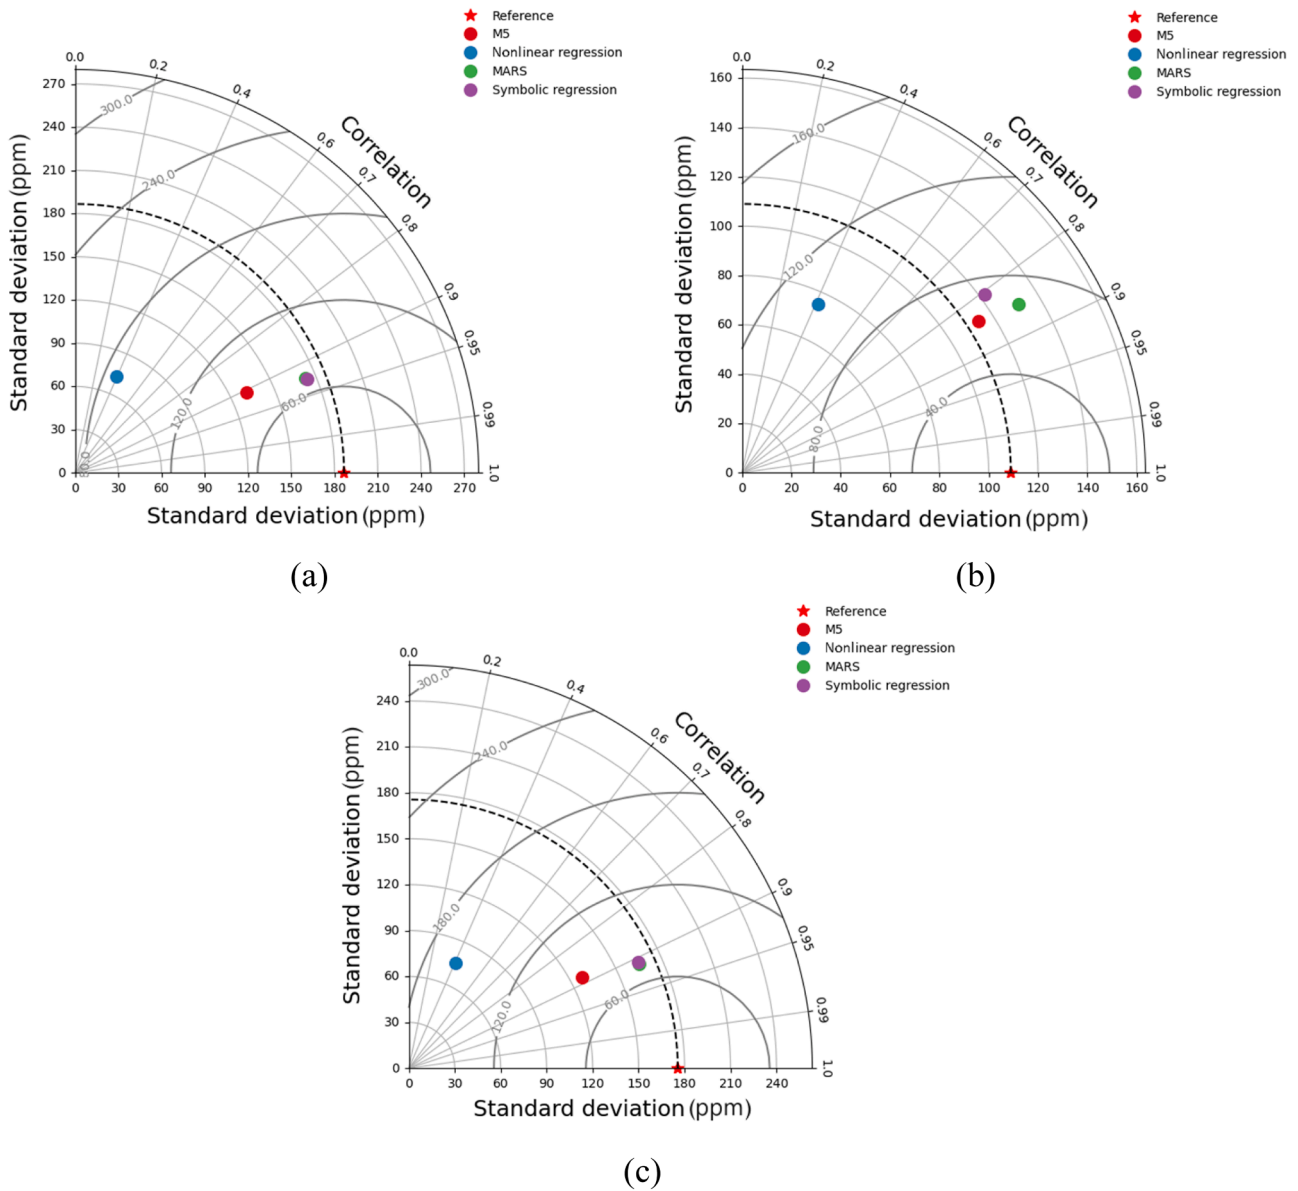 Reference
M5
Nonlinear regression
MARS
Symbolic regression
0.0
0.2
0.4
0.6
0.7
0.8
0.9
0.95
0.99
1.0
Correlation
300.0
240.0
120.0
60.0
270
240
210
180
150
120
90
60
30
0
Standard deviation (ppm)
0 30 60 90 120 150 180 210 240 270
Standard deviation (ppm)
(a)
Reference
M5
Nonlinear regression
MARS
Symbolic regression
0.0
0.2
0.4
0.6
0.7
0.8
0.9
0.95
0.99
1.0
Correlation
160.0
120.0
80.0
40.0
160
140
120
100
80
60
40
20
0
Standard deviation (ppm)
0 20 40 60 80 100 120 140 160
Standard deviation (ppm)
(b)
Reference
M5
Nonlinear regression
MARS
Symbolic regression
0.0
0.2
0.4
0.6
0.7
0.8
0.9
0.95
0.99
1.0
Correlation
300.0
240.0
180.0
120.0
60.0
240
210
180
150
120
90
60
30
0
Standard deviation (ppm)
0 30 60 90 120 150 180 210 240
Standard deviation (ppm)
(c)